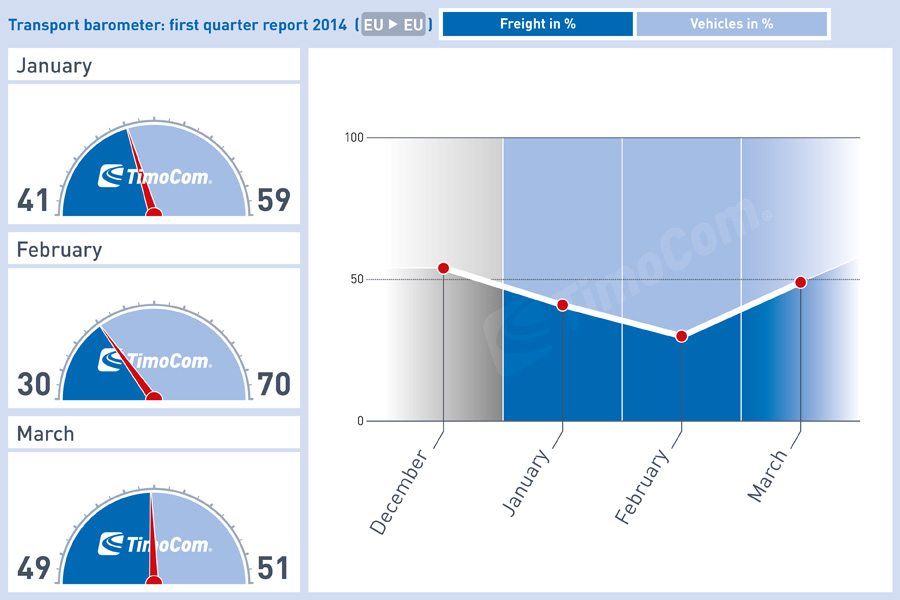 Transport barometer: first quarter report 2014 (EU ▶ EU)
Freight in %
Vehicles in %
January
TimoCom.
41
59
February
TimoCom.
30
70
March
TimoCom.
49
51
100
50
0
TimoCom.
December
January
February
March